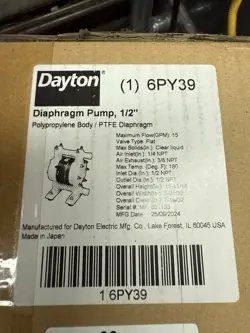 Dayton
(1) 6PY39
Diaphragm Pump, 1/2"
Polypropylene Body / PTFE Diaphragm
Maximum Flow(GPM): 15
Valve Type: Flat
Max Solids(in.): Clear liquid
Air Inlet(in.): 1/4 NPT
Air Exhaust(in.): 3/8 NPT
Max Temp. (Deg. F): 180
Inlet Dia (in.): 1/2 NPT
Outlet Dia (in.): 1/2 NPT
Overall Height(in.):
Overall Width(in.):
Overall Depth(in.):
Serial #:
MFG Date: 25/09/2024
Manufactured for Dayton Electric Mfg. Co., Lake Forest, IL 60045 USA
Made in Japan
1 6PY39